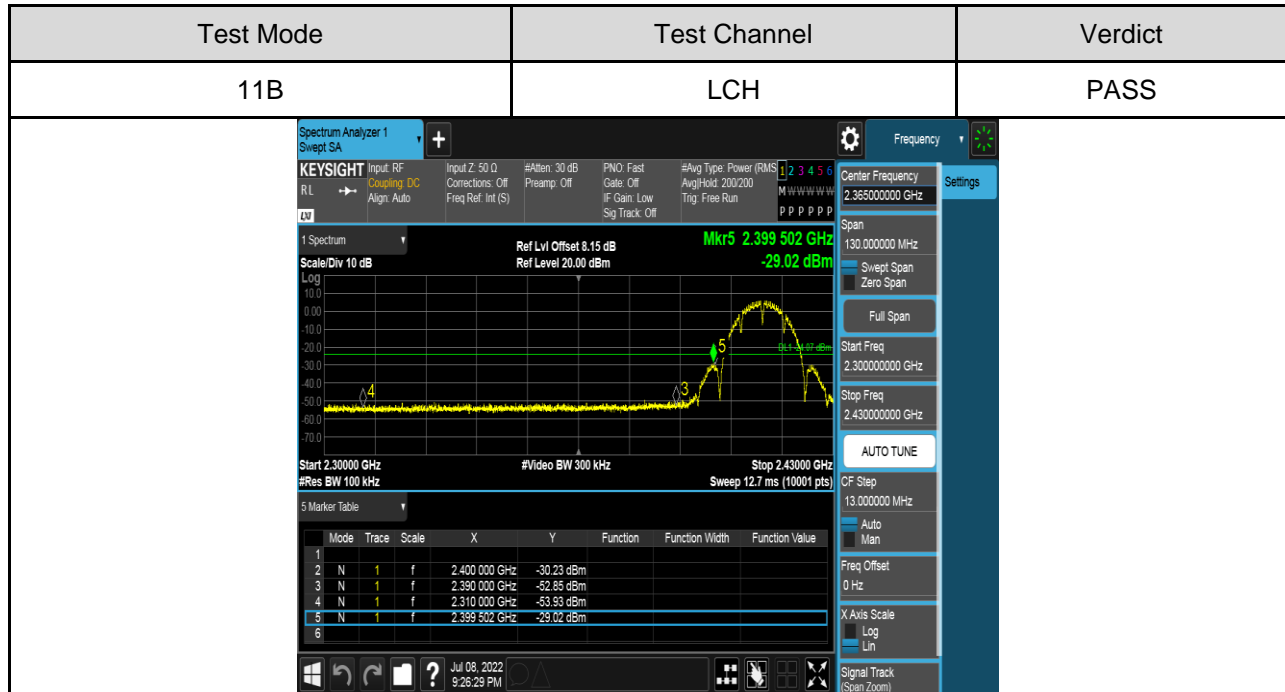 Test Mode Test Channel Verdict
11B LCH PASS
Spectrum Analyzer 1
Swept SA
+
Frequency
Settings
KEYSIGHT
RL
LXI
Input: RF
Coupling: DC
Align: Auto
Input Z: 50 Ω
Corrections: Off
Freq Ref: Int (S)
#Atten: 30 dB
Preamp: Off
PNO: Fast
Gate: Off
IF Gain: Low
Sig Track: Off
#Avg Type: Power (RMS
Avg|Hold: 200/200
Trig: Free Run
1 2 3 4 5 6
M W W W W W
P P P P P P
1 Spectrum
Scale/Div 10 dB
Ref Lvl Offset 8.15 dB
Ref Level 20.00 dBm
Mkr5 2.399 502 GHz
-29.02 dBm
Log
10.0
0.00
-10.0
-20.0
-30.0
-40.0
-50.0
-60.0
-70.0
4
3
5
Start 2.30000 GHz #Video BW 300 kHz Stop 2.43000 GHz
#Res BW 100 kHz Sweep 12.7 ms (10001 pts)
5 Marker Table
Mode Trace Scale X Y Function Function Width Function Value
1
2 N 1 f 2.400 000 GHz -30.23 dBm
3 N 1 f 2.390 000 GHz -52.85 dBm
4 N 1 f 2.310 000 GHz -53.93 dBm
5 N 1 f 2.399 502 GHz -29.02 dBm
6
Center Frequency
2.365000000 GHz
Span
130.000000 MHz
Swept Span
Zero Span
Full Span
Start Freq
2.300000000 GHz
Stop Freq
2.430000000 GHz
AUTO TUNE
CF Step
13.000000 MHz
Auto
Man
Freq Offset
0 Hz
X Axis Scale
Log
Lin
Signal Track
(Span Zoom)
?
Jul 08, 2022
9:26:29 PM